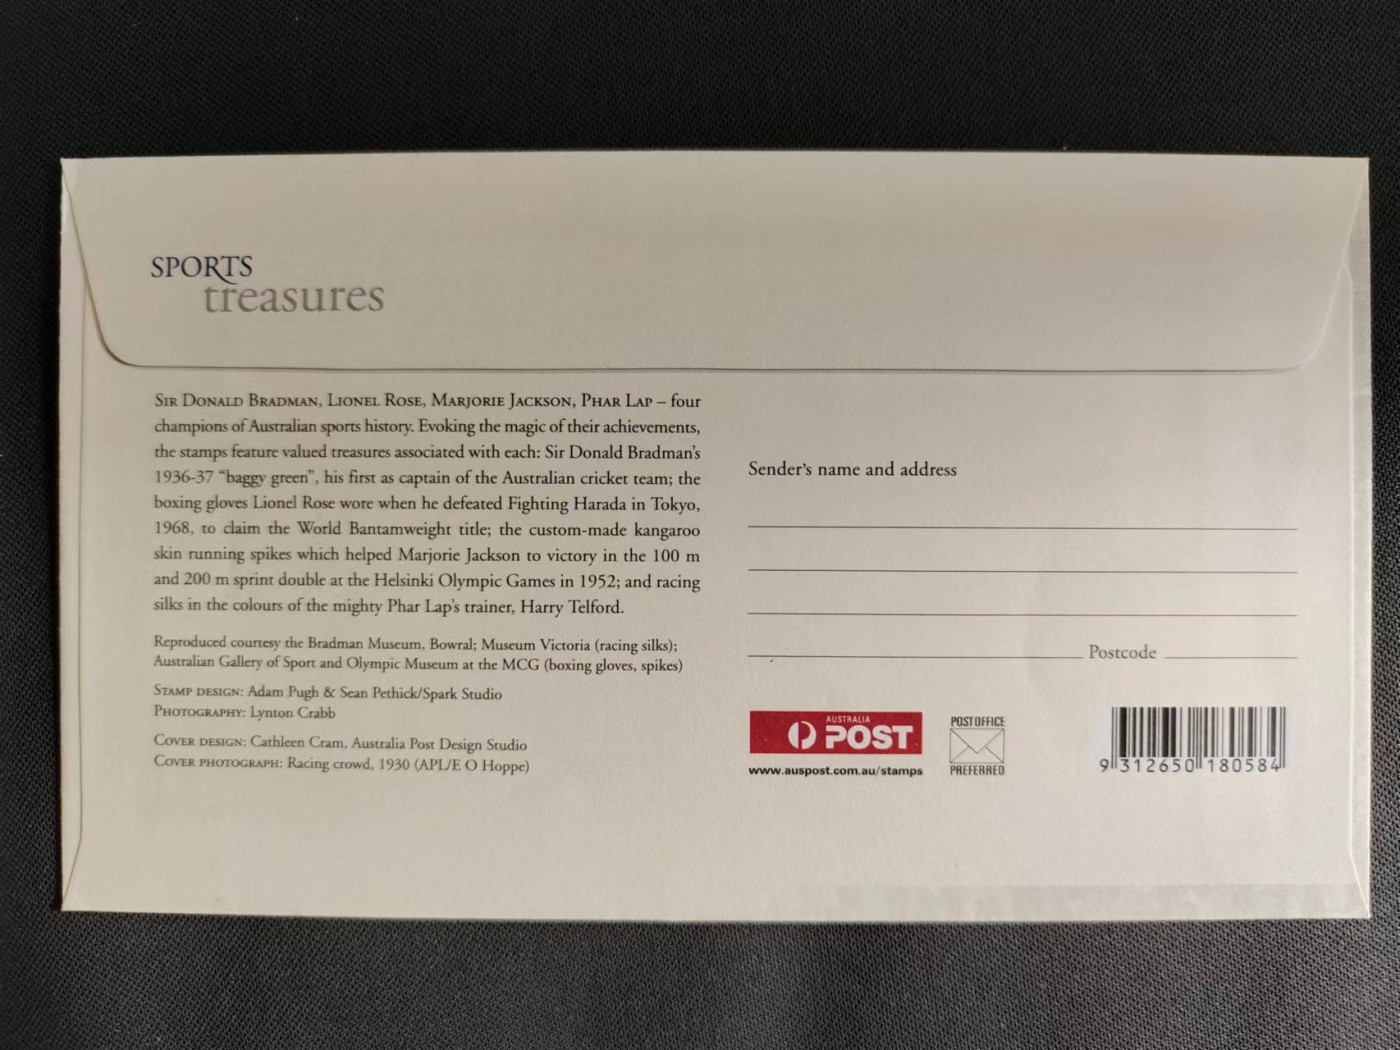 SPORTS
treasures
SIR DONALD BRADMAN, LIONEL ROSE, MARJORIE JACKSON, PHAR LAP – four
champions of Australian sports history. Evoking the magic of their achievements,
the stamps feature valued treasures associated with each: Sir Donald Bradman's
1936-37 "baggy green", his first as captain of the Australian cricket team; the
boxing gloves Lionel Rose wore when he defeated Fighting Harada in Tokyo,
1968, to claim the World Bantamweight title; the custom-made kangaroo
skin running spikes which helped Marjorie Jackson to victory in the 100 m
and 200 m sprint double at the Helsinki Olympic Games in 1952; and racing
silks in the colours of the mighty Phar Lap's trainer, Harry Telford.
Reproduced courtesy the Bradman Museum, Bowral; Museum Victoria (racing silks);
Australian Gallery of Sport and Olympic Museum at the MCG (boxing gloves, spikes)
STAMP DESIGN: Adam Pugh & Sean Pethick/Spark Studio
PHOTOGRAPHY: Lynton Crabb
COVER DESIGN: Cathleen Cram, Australia Post Design Studio
COVER PHOTOGRAPH: Racing crowd, 1930 (APL/E O Hoppe)
Sender's name and address
Postcode
AUSTRALIA
POST
www.auspost.com.au/stamps
POST OFFICE
PREFERRED
9 312650 180584